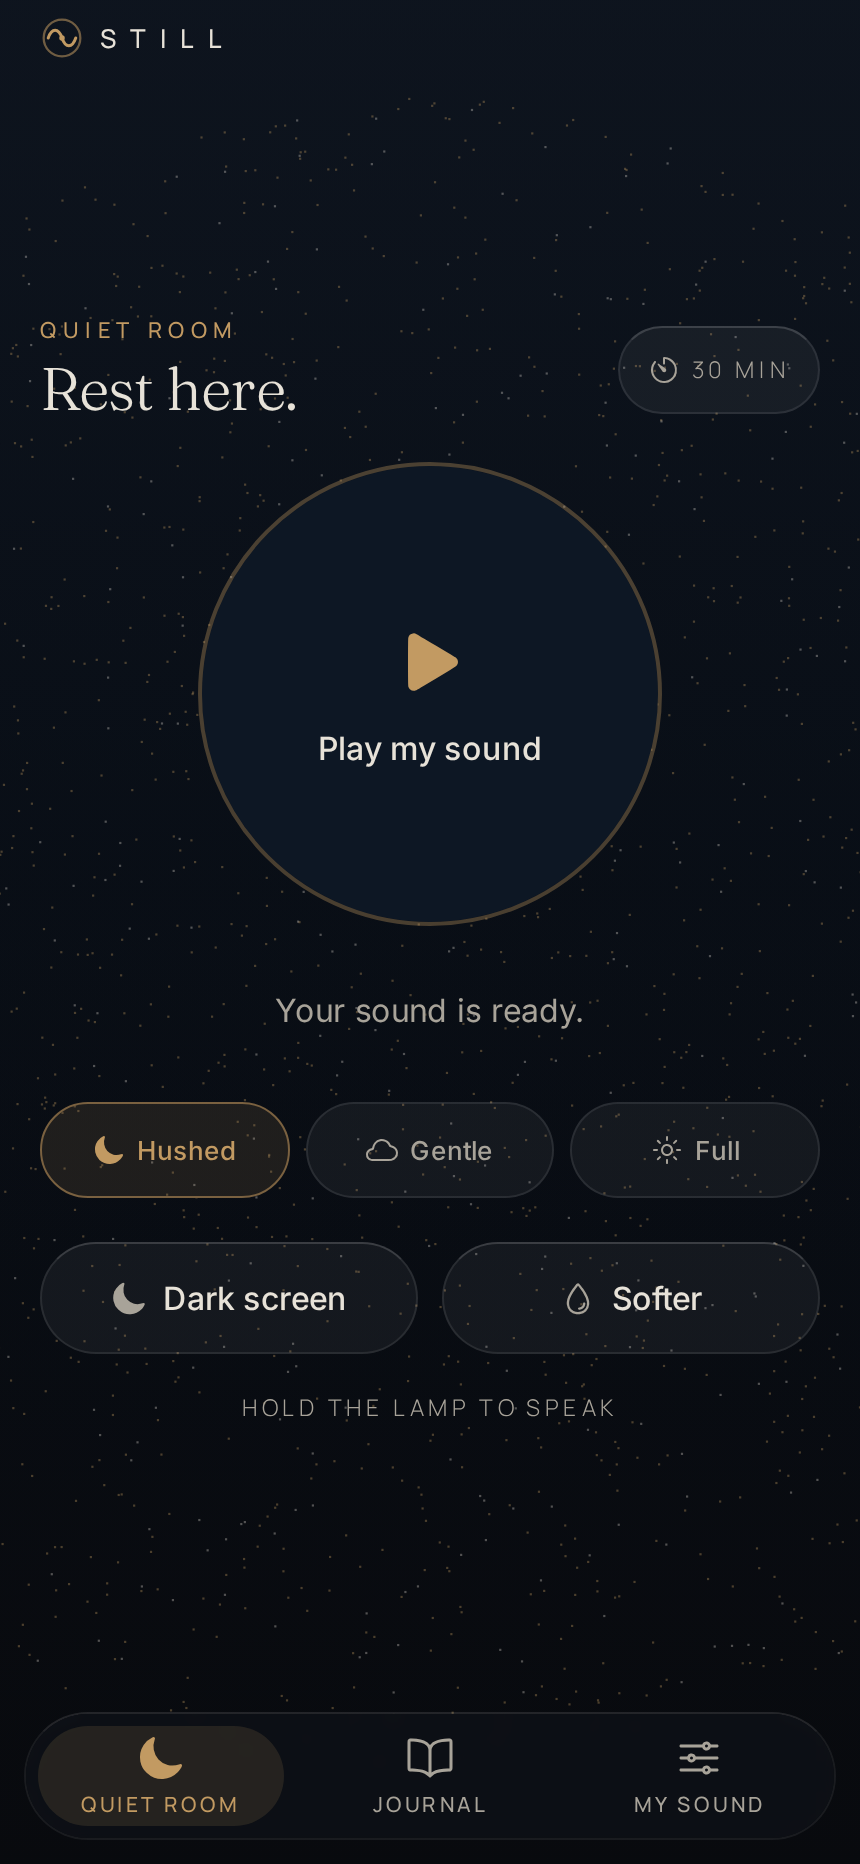 STILL
QUIET ROOM
Rest here.
30 MIN
Play my sound
Your sound is ready.
Hushed
Gentle
Full
Dark screen
Softer
HOLD THE LAMP TO SPEAK
QUIET ROOM
JOURNAL
MY SOUND